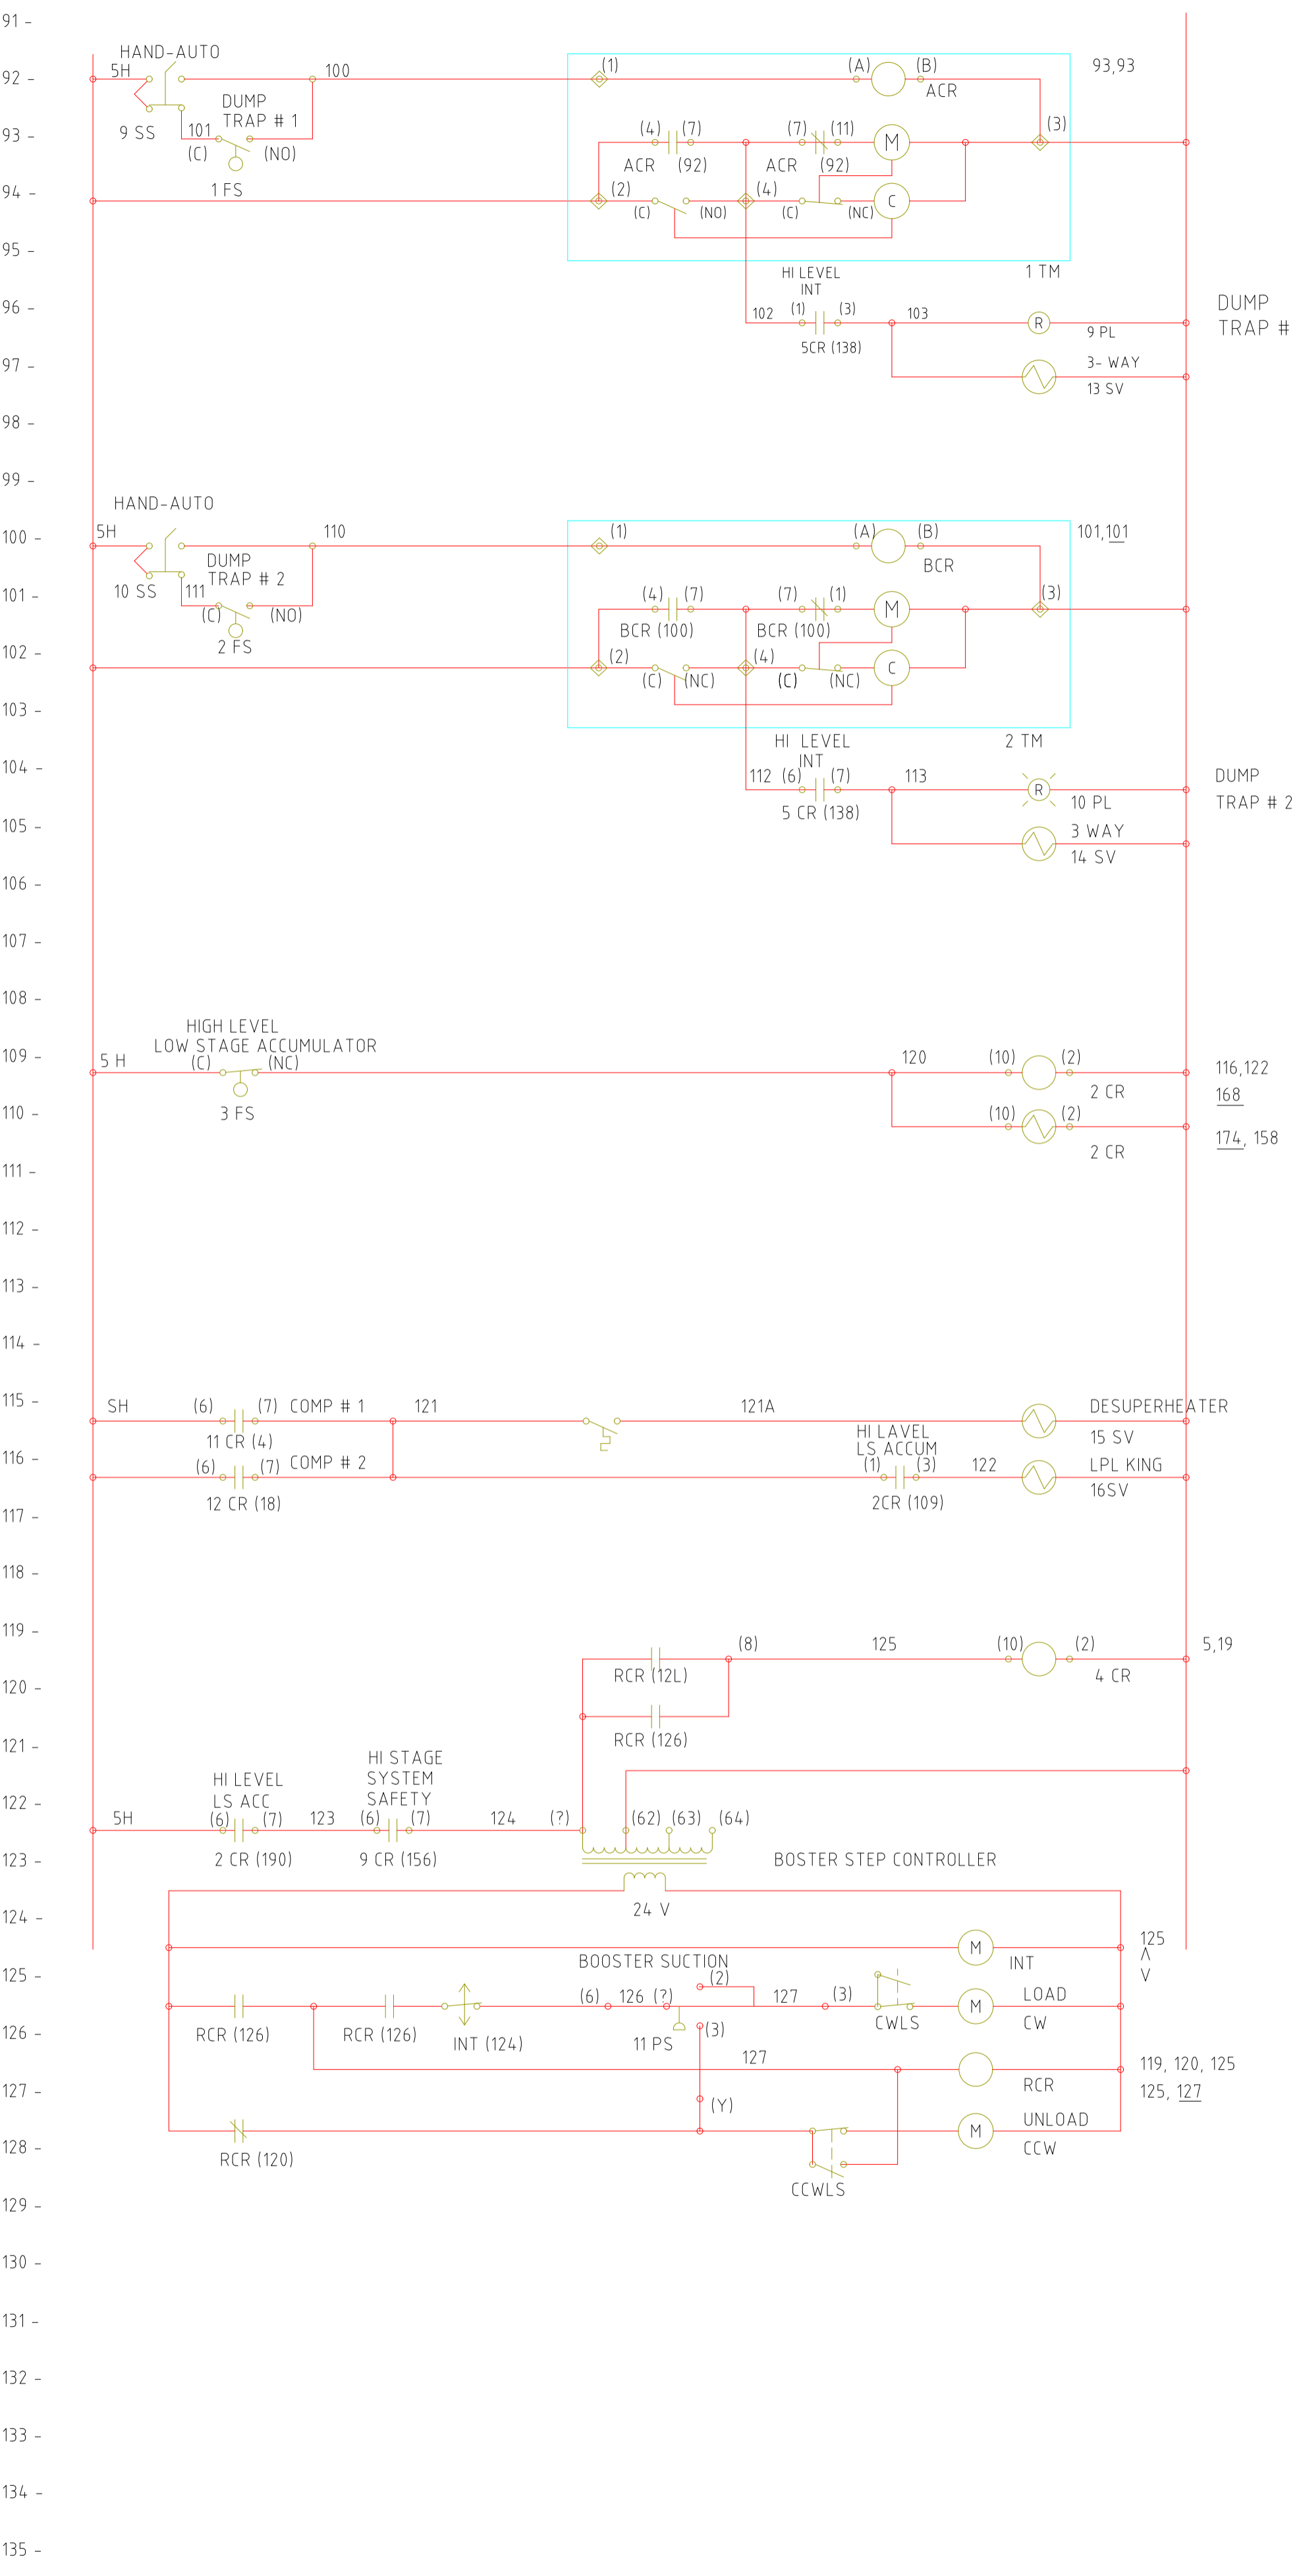 91 -
HAND-AUTO
5H
100
(1)
(A)
(B)
93,93
92 -
ACR
DUMP
TRAP # 1
9 SS
101
(C)
(NO)
1 FS
93 -
(4)
(7)
(7)
(11)
M
(3)
ACR
(92)
ACR
(92)
94 -
(2)
(4)
(C)
(NO)
(C)
(NC)
C
95 -
1 TM
HI LEVEL
INT
96 -
102
(1)
(3)
103
R
9 PL
5CR (138)
DUMP
TRAP #
97 -
3- WAY
13 SV
98 -
99 -
HAND-AUTO
100 -
5H
110
(1)
(A)
(B)
101,101
BCR
DUMP
TRAP # 2
10 SS
111
(C)
(NO)
2 FS
101 -
(4)
(7)
(7)
(1)
M
(3)
BCR (100)
BCR (100)
102 -
(2)
(4)
(C)
(NC)
(C)
(NC)
C
103 -
2 TM
HI LEVEL
INT
104 -
112
(6)
(7)
113
R
10 PL
5 CR (138)
DUMP
TRAP # 2
105 -
3 WAY
14 SV
106 -
107 -
108 -
HIGH LEVEL
LOW STAGE ACCUMULATOR
109 -
5 H
(C)
(NC)
120
(10)
(2)
2 CR
116,122
168
3 FS
110 -
(10)
(2)
2 CR
174, 158
111 -
112 -
113 -
114 -
115 -
SH
(6)
(7)
COMP # 1
121
121A
DESUPERHEATER
15 SV
11 CR (4)
HI LAVEL
LS ACCUM
116 -
(6)
(7)
COMP # 2
(1)
(3)
122
LPL KING
16SV
12 CR (18)
2CR (109)
117 -
118 -
119 -
(8)
125
(10)
(2)
5,19
RCR (12L)
4 CR
120 -
RCR (126)
121 -
HI STAGE
SYSTEM
SAFETY
HI LEVEL
LS ACC
122 -
5H
(6)
(7)
123
(6)
(7)
124
(?)
(62)
(63)
(64)
123 -
2 CR (190)
9 CR (156)
BOSTER STEP CONTROLLER
24 V
124 -
M
INT
125
V
BOOSTER SUCTION
125 -
(2)
(6)
126
(?)
127
(3)
M
LOAD
CW
RCR (126)
RCR (126)
INT (124)
11 PS
(3)
CWLS
126 -
127
RCR
119, 120, 125
125, 127
127 -
(Y)
M
UNLOAD
CCW
128 -
RCR (120)
CCWLS
129 -
130 -
131 -
132 -
133 -
134 -
135 -